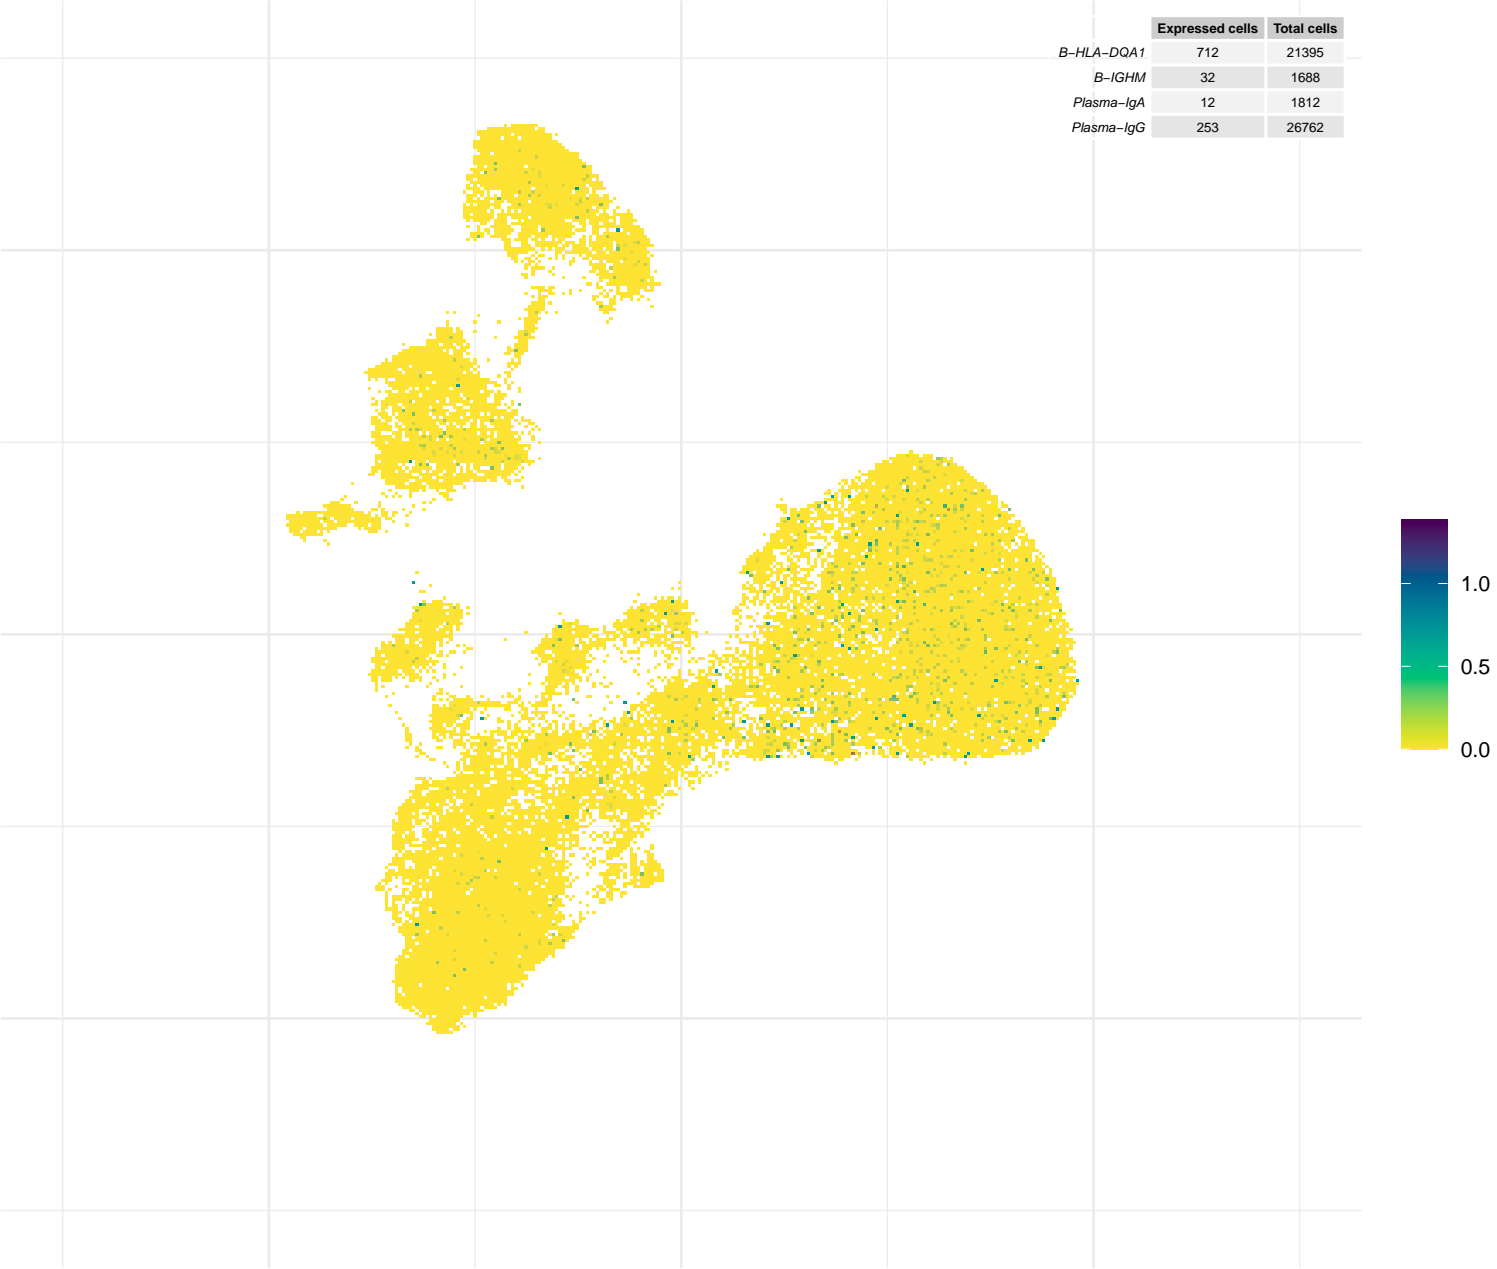 Expressed cells Total cells
B−HLA−DQA1 712 21395
B−IGHM 32 1688
Plasma−IgA 12 1812
Plasma−IgG 253 26762
1.0
0.5
0.0